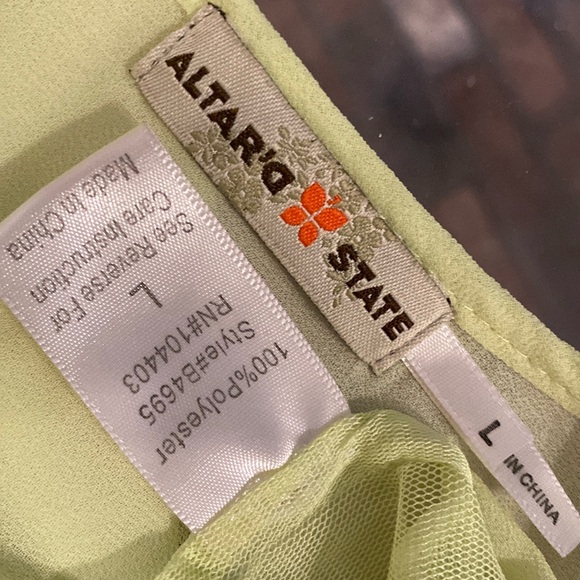 ALTAR'D
STATE
L
IN CHINA
100%Polyester
Style#B4695
RN#104403
L
See Reverse For
Care Instruction
Made In China